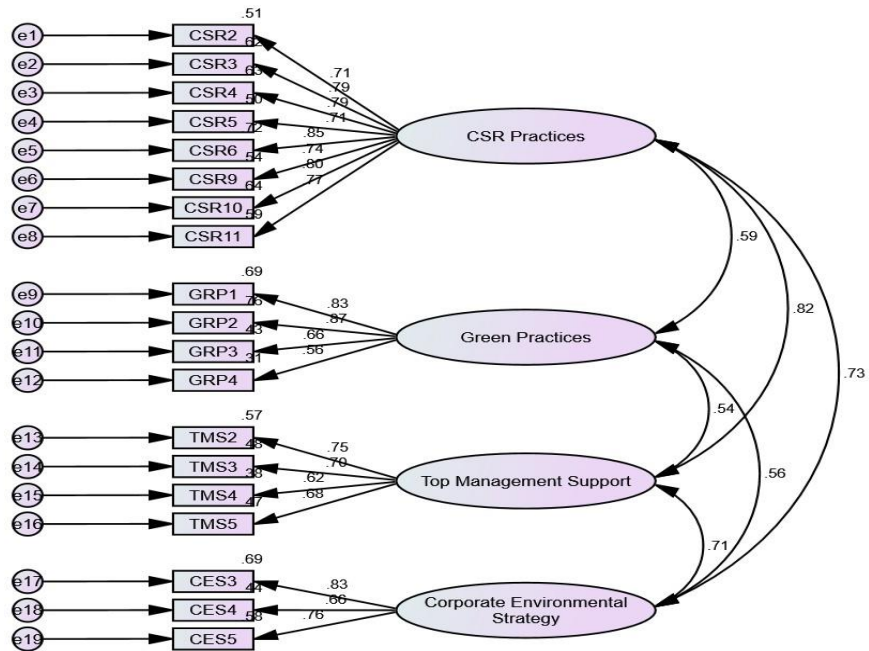 .51
e1 CSR2
.62
e2 CSR3 .71
.63 .79
e3 CSR4 .79
.50 .71
e4 CSR5
.72 .85 CSR Practices
e5 CSR6 .74
.54 .80
e6 CSR9 .77
.64
e7 CSR10
.59
e8 CSR11
.59
.69
e9 GRP1 .83
.76 .82
e10 GRP2 .87
.43 .66 Green Practices
e11 GRP3 .56
.31
e12 GRP4
.73
.57 .54
e13 TMS2 .75
.48 .70
e14 TMS3 .62
.38 .68 Top Management Support .56
e15 TMS4
.47
e16 TMS5
.71
.69
e17 CES3 .83
.44 .66 Corporate Environmental
e18 CES4 .76 Strategy
.58
e19 CES5